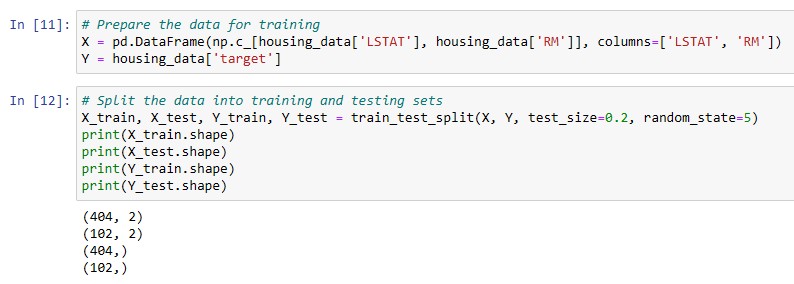 In [11]: # Prepare the data for training
X = pd.DataFrame(np.c_[housing_data['LSTAT'], housing_data['RM']], columns=['LSTAT', 'RM'])
Y = housing_data['target']
In [12]: # Split the data into training and testing sets
X_train, X_test, Y_train, Y_test = train_test_split(X, Y, test_size=0.2, random_state=5)
print(X_train.shape)
print(X_test.shape)
print(Y_train.shape)
print(Y_test.shape)
(404, 2)
(102, 2)
(404,)
(102,)